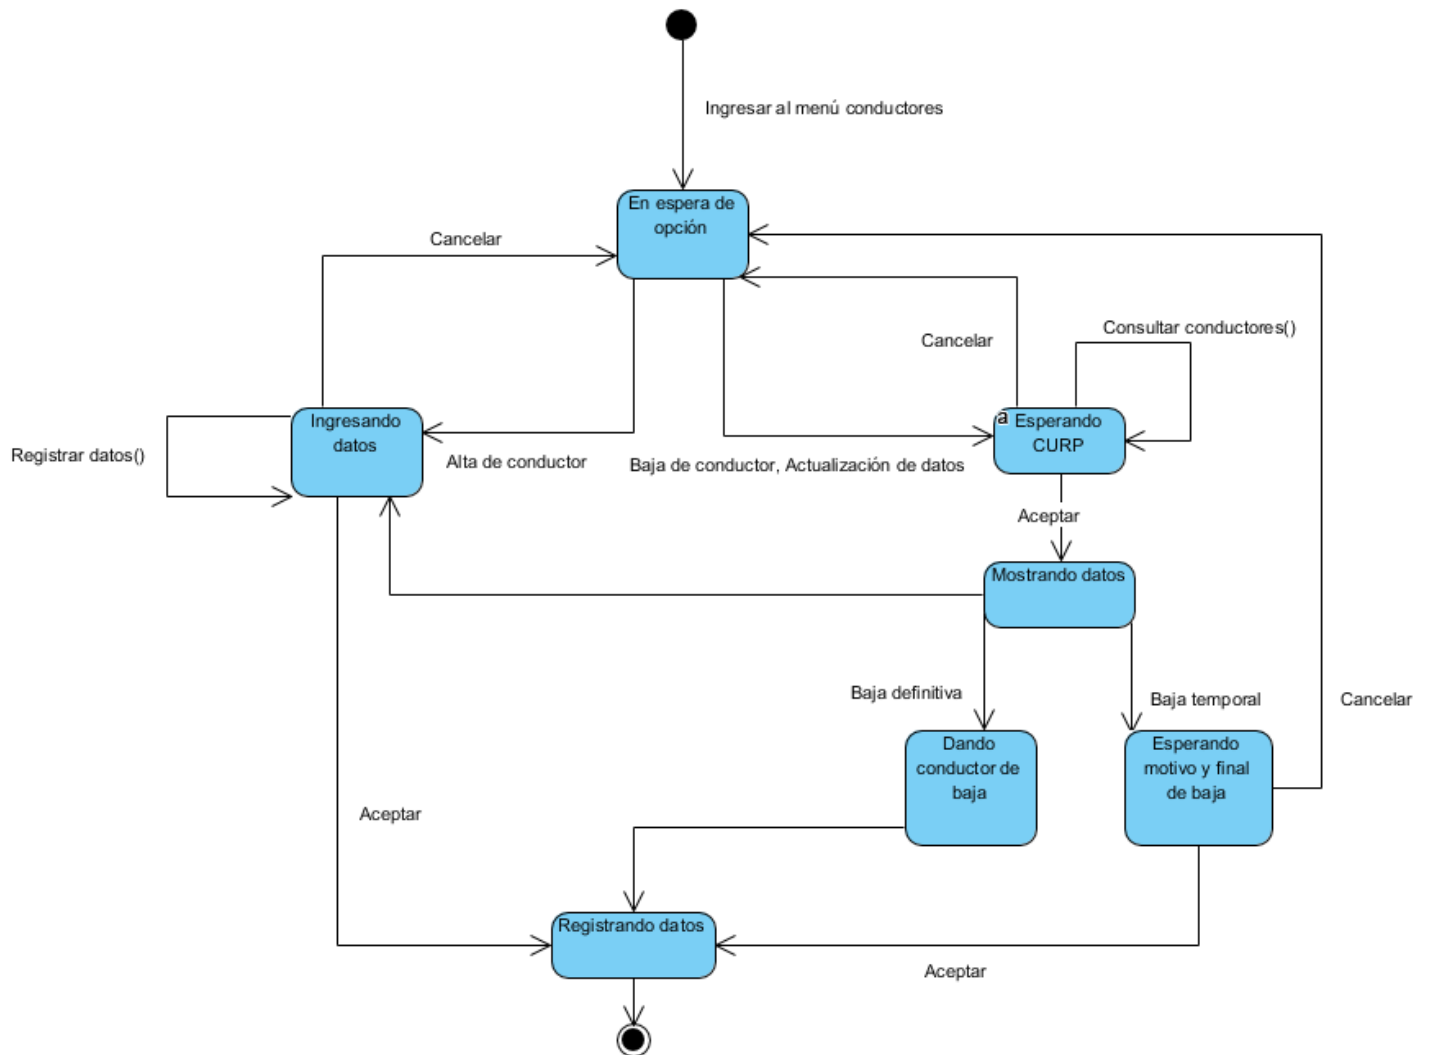 Ingresar al menú conductores
En espera de
opción
Cancelar
Consultar conductores()
Cancelar
Ingresando
datos
a
Esperando
CURP
Registrar datos()
Alta de conductor
Baja de conductor, Actualización de datos
Aceptar
Mostrando datos
Baja definitiva
Baja temporal
Cancelar
Dando
conductor de
baja
Esperando
motivo y final
de baja
Aceptar
Registrando datos
Aceptar